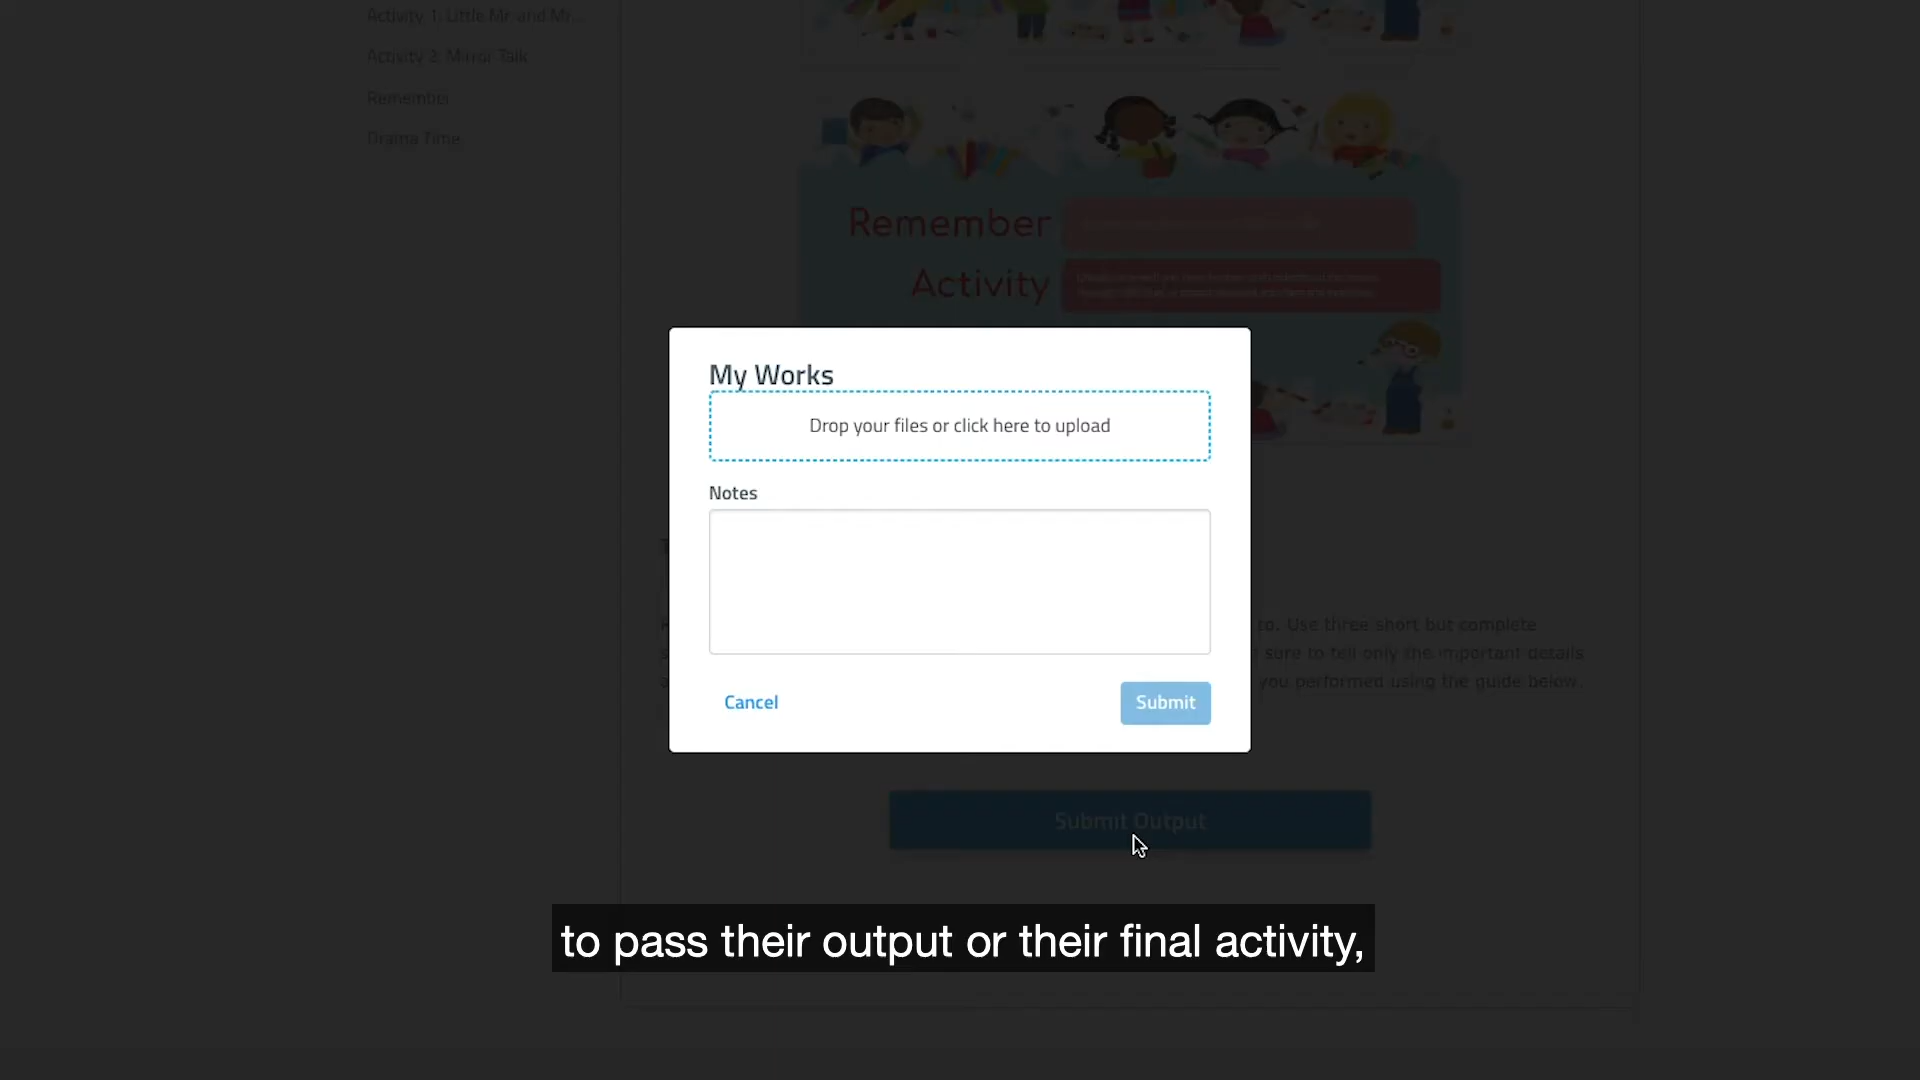 Activity 1: Little Mr. and Mr...
Activity 2: Mirror Talk
Remember
Drama Time
Remember
Activity
My Works
Drop your files or click here to upload
Notes
Cancel
Submit
to. Use three short but complete
sure to tell only the important details
you performed using the guide below.
Submit Output
to pass their output or their final activity,